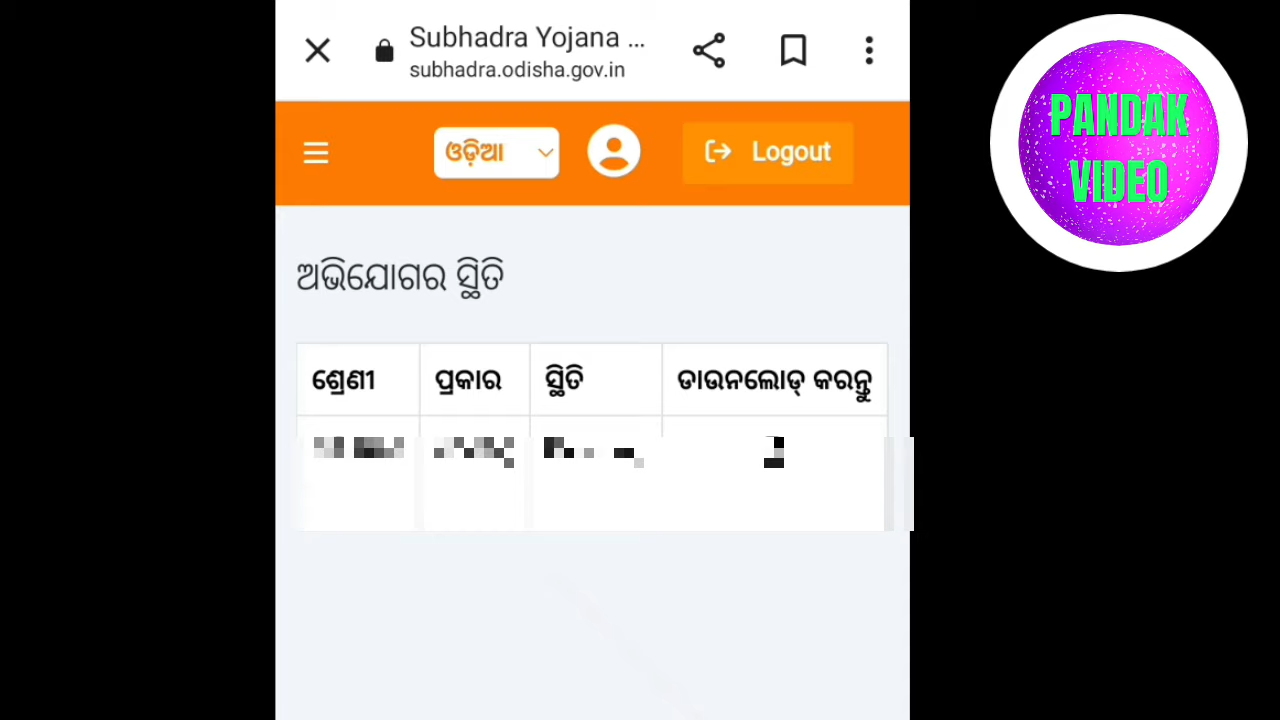 Subhadra Yojana ...
subhadra.odisha.gov.in
ଓଡ଼ିଆ
Logout
PANDAK
VIDEO
ଅଭିଯୋଗର ସ୍ଥିତି
ଶ୍ରେଣୀ ପ୍ରକାର ସ୍ଥିତି ଡାଉନଲୋଡ୍ କରନ୍ତୁ